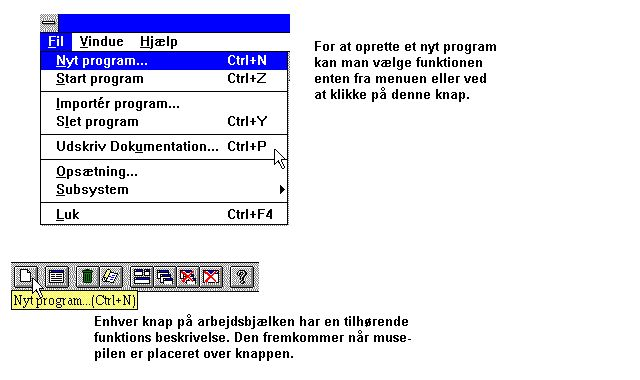 Fil Vindue Hjælp
Nyt program... Ctrl+N
Start program Ctrl+Z
Importér program...
Slet program Ctrl+Y
Udskriv Dokumentation... Ctrl+P
Opsætning...
Subsystem
Luk Ctrl+F4
For at oprette et nyt program
kan man vælge funktionen
enten fra menuen eller ved
at klikke på denne knap.
?
Nyt program...(Ctrl+N)
Enhver knap på arbejdsbjælken har en tilhørende
funktions beskrivelse. Den fremkommer når muse-
pilen er placeret over knappen.